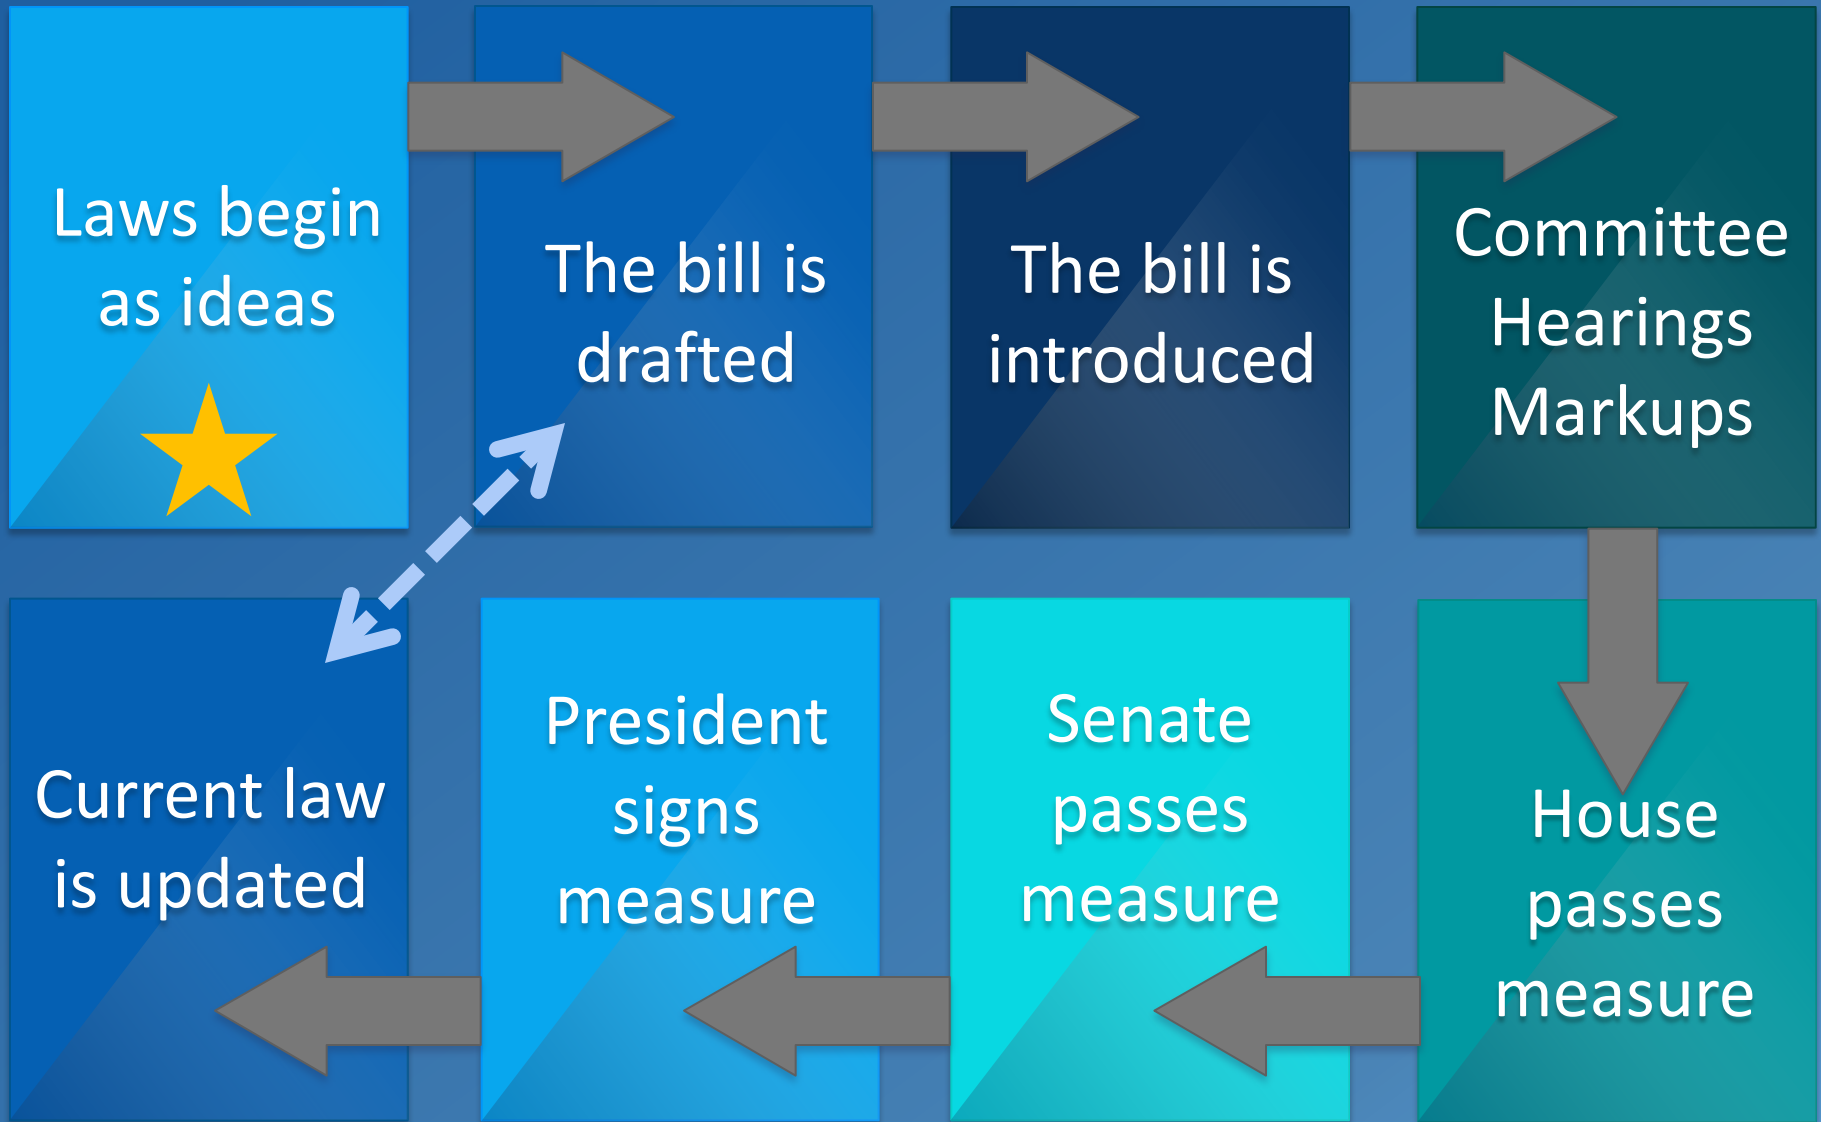 Laws begin
as ideas
The bill is
drafted
The bill is
introduced
Committee
Hearings
Markups
House
passes
measure
Senate
passes
measure
President
signs
measure
Current law
is updated